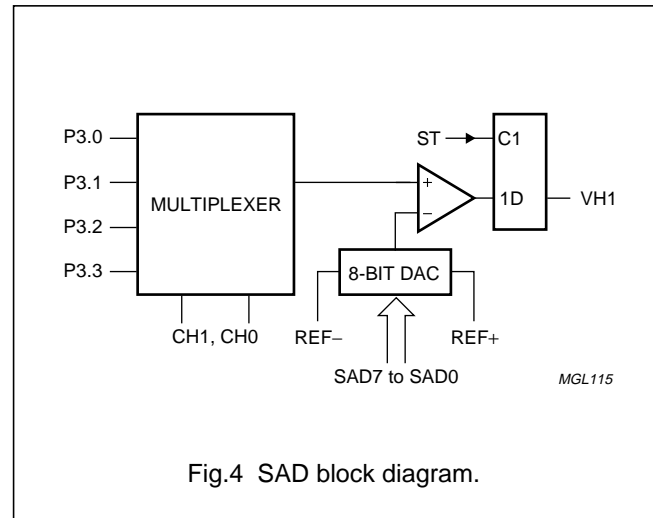 P3.0
P3.1
P3.2
P3.3
MULTIPLEXER
CH1, CH0
ST
C1
+
−
1D
VH1
8-BIT DAC
REF−
REF+
SAD7 to SAD0
MGL115
Fig.4 SAD block diagram.